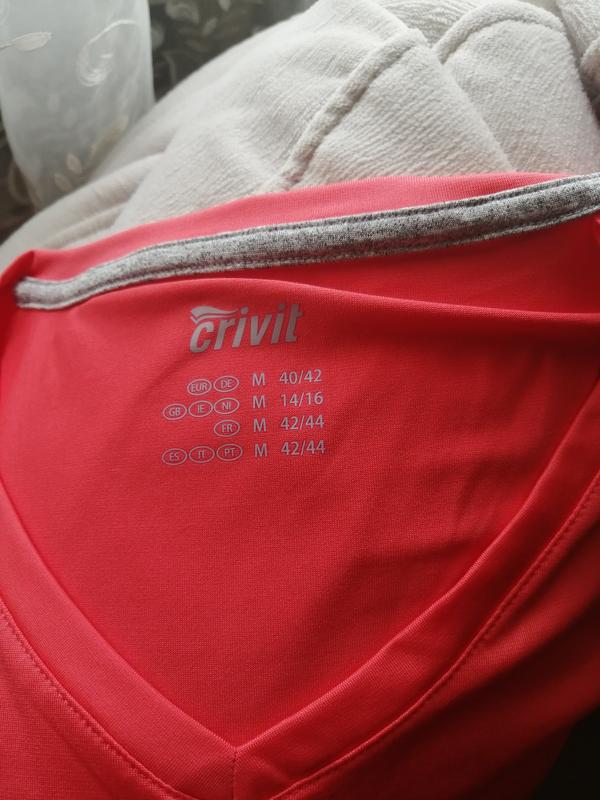 crivit
EUR DE M 40/42
GB IE NI M 14/16
FR M 42/44
ES IT PT M 42/44